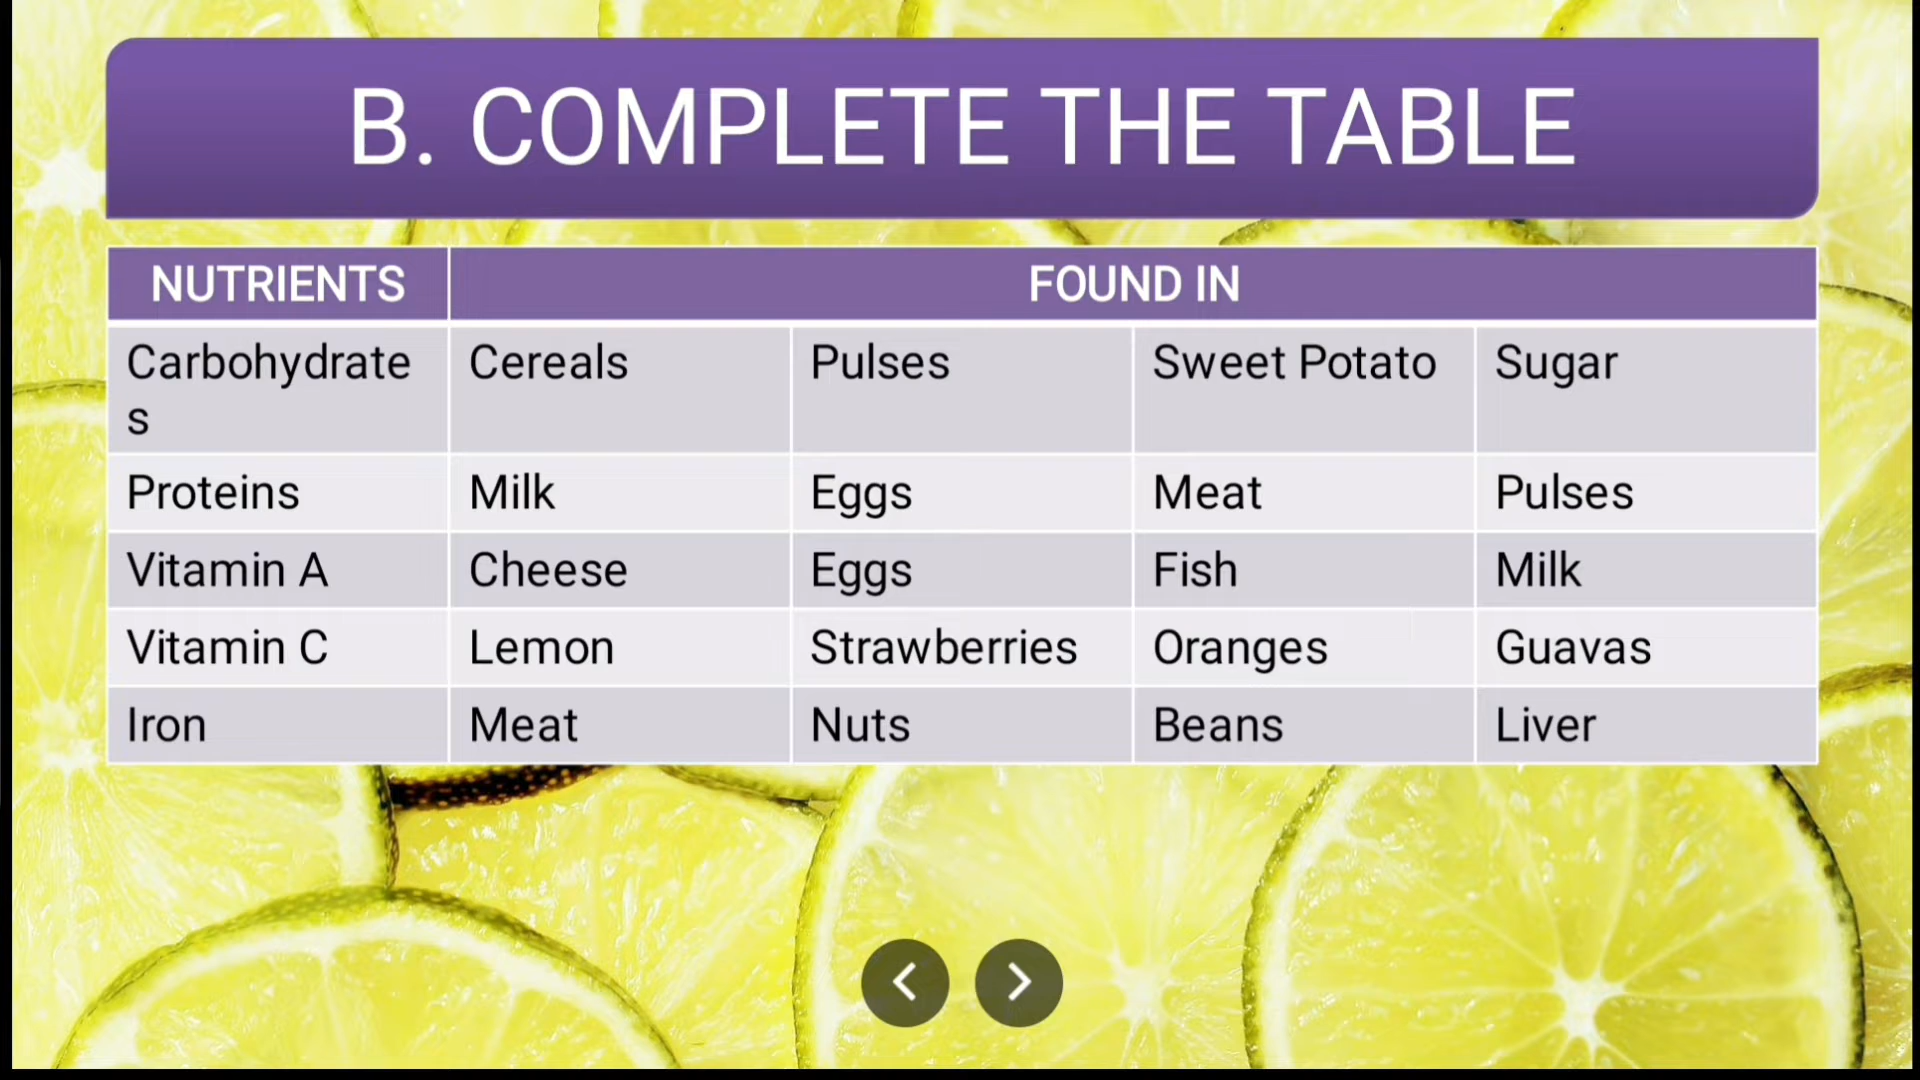 B. COMPLETE THE TABLE
NUTRIENTS FOUND IN
Carbohydrate Cereals Pulses Sweet Potato Sugar
s
Proteins Milk Eggs Meat Pulses
Vitamin A Cheese Eggs Fish Milk
Vitamin C Lemon Strawberries Oranges Guavas
Iron Meat Nuts Beans Liver